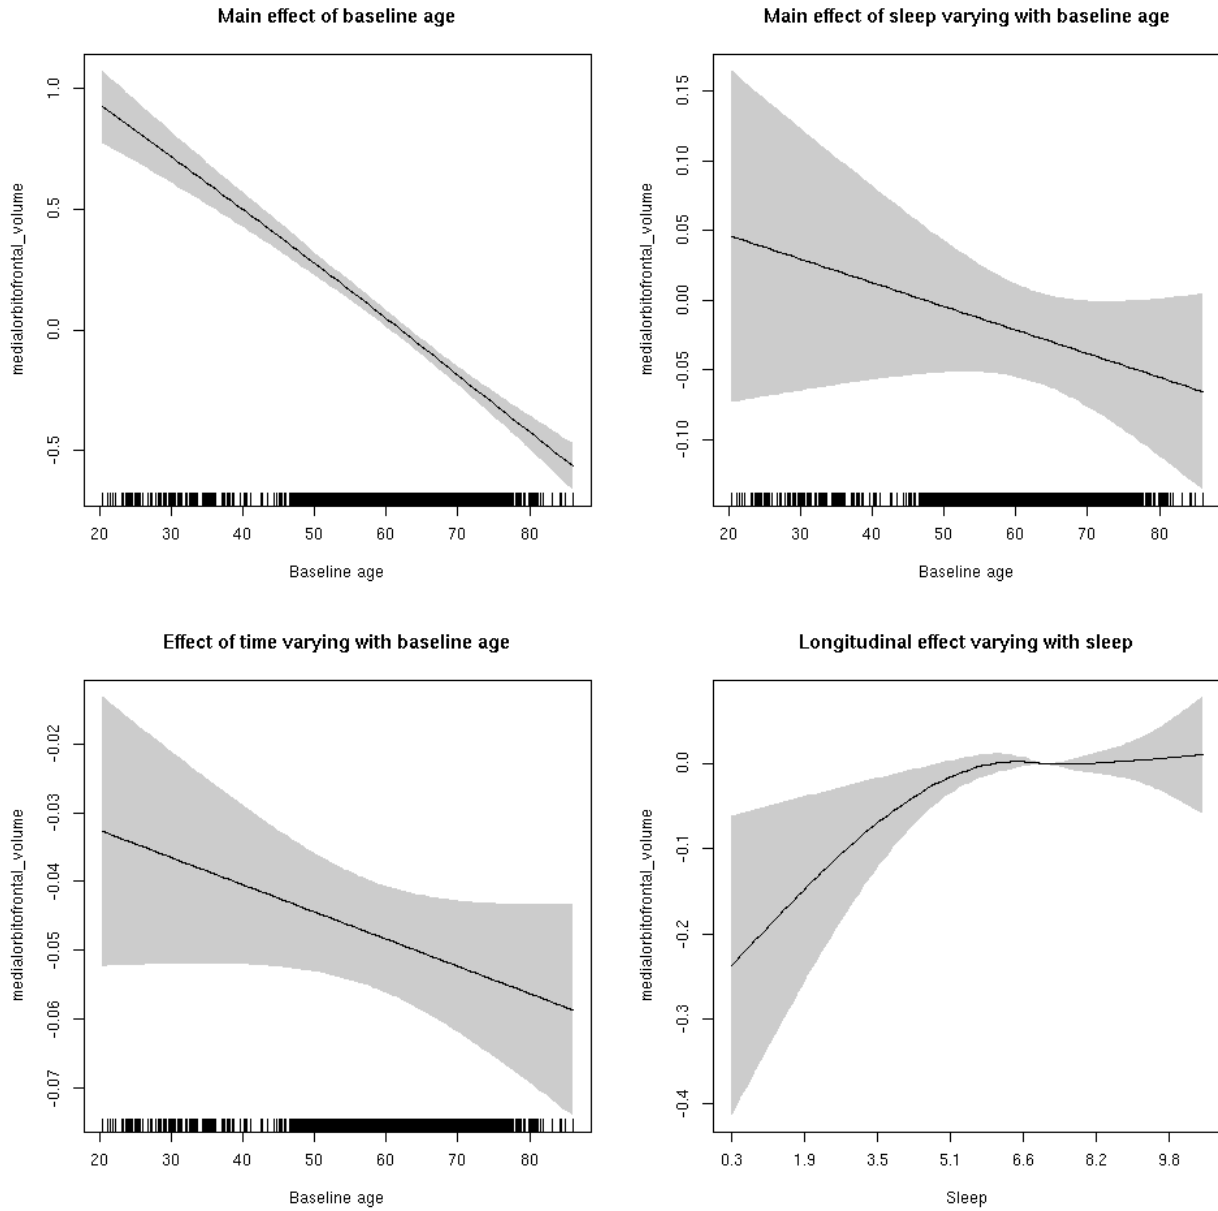 Main effect of baseline age
medialorbitofrontal_volume
1.0
0.5
0.0
-0.5
20 30 40 50 60 70 80
Baseline age
Main effect of sleep varying with baseline age
medialorbitofrontal_volume
0.15
0.10
0.05
0.00
-0.05
-0.10
20 30 40 50 60 70 80
Baseline age
Effect of time varying with baseline age
medialorbitofrontal_volume
-0.02
-0.03
-0.04
-0.05
-0.06
-0.07
20 30 40 50 60 70 80
Baseline age
Longitudinal effect varying with sleep
medialorbitofrontal_volume
0.0
-0.1
-0.2
-0.3
-0.4
0.3 1.9 3.5 5.1 6.6 8.2 9.8
Sleep